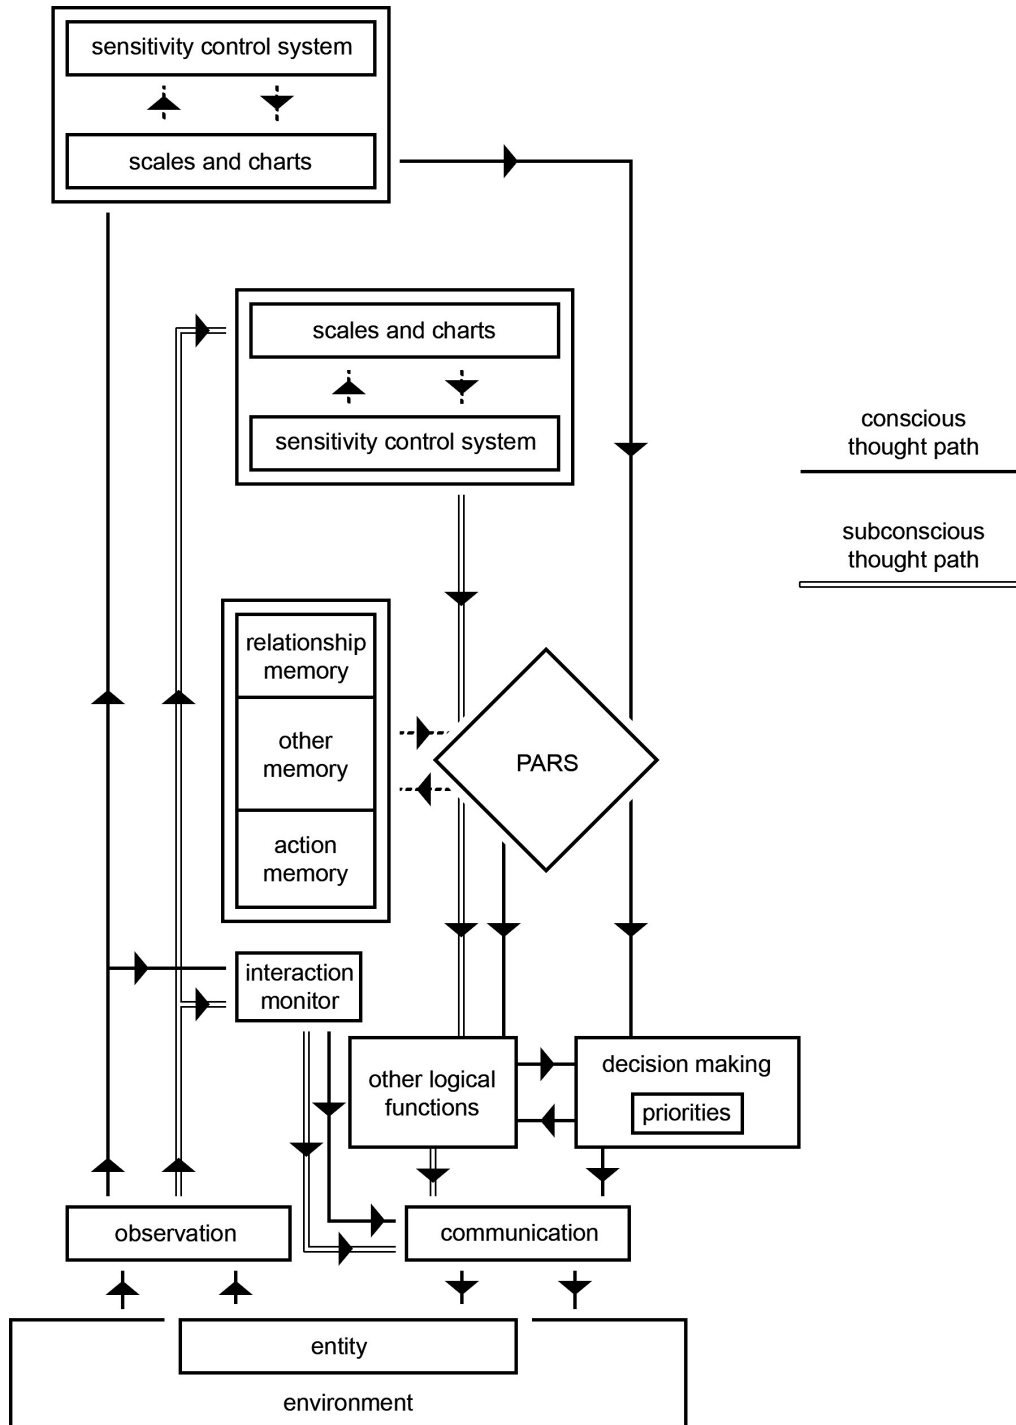 sensitivity control system
scales and charts
scales and charts
sensitivity control system
conscious
thought path
subconscious
thought path
relationship
memory
other
memory
action
memory
PARS
interaction
monitor
other logical
functions
decision making
priorities
observation
communication
entity
environment